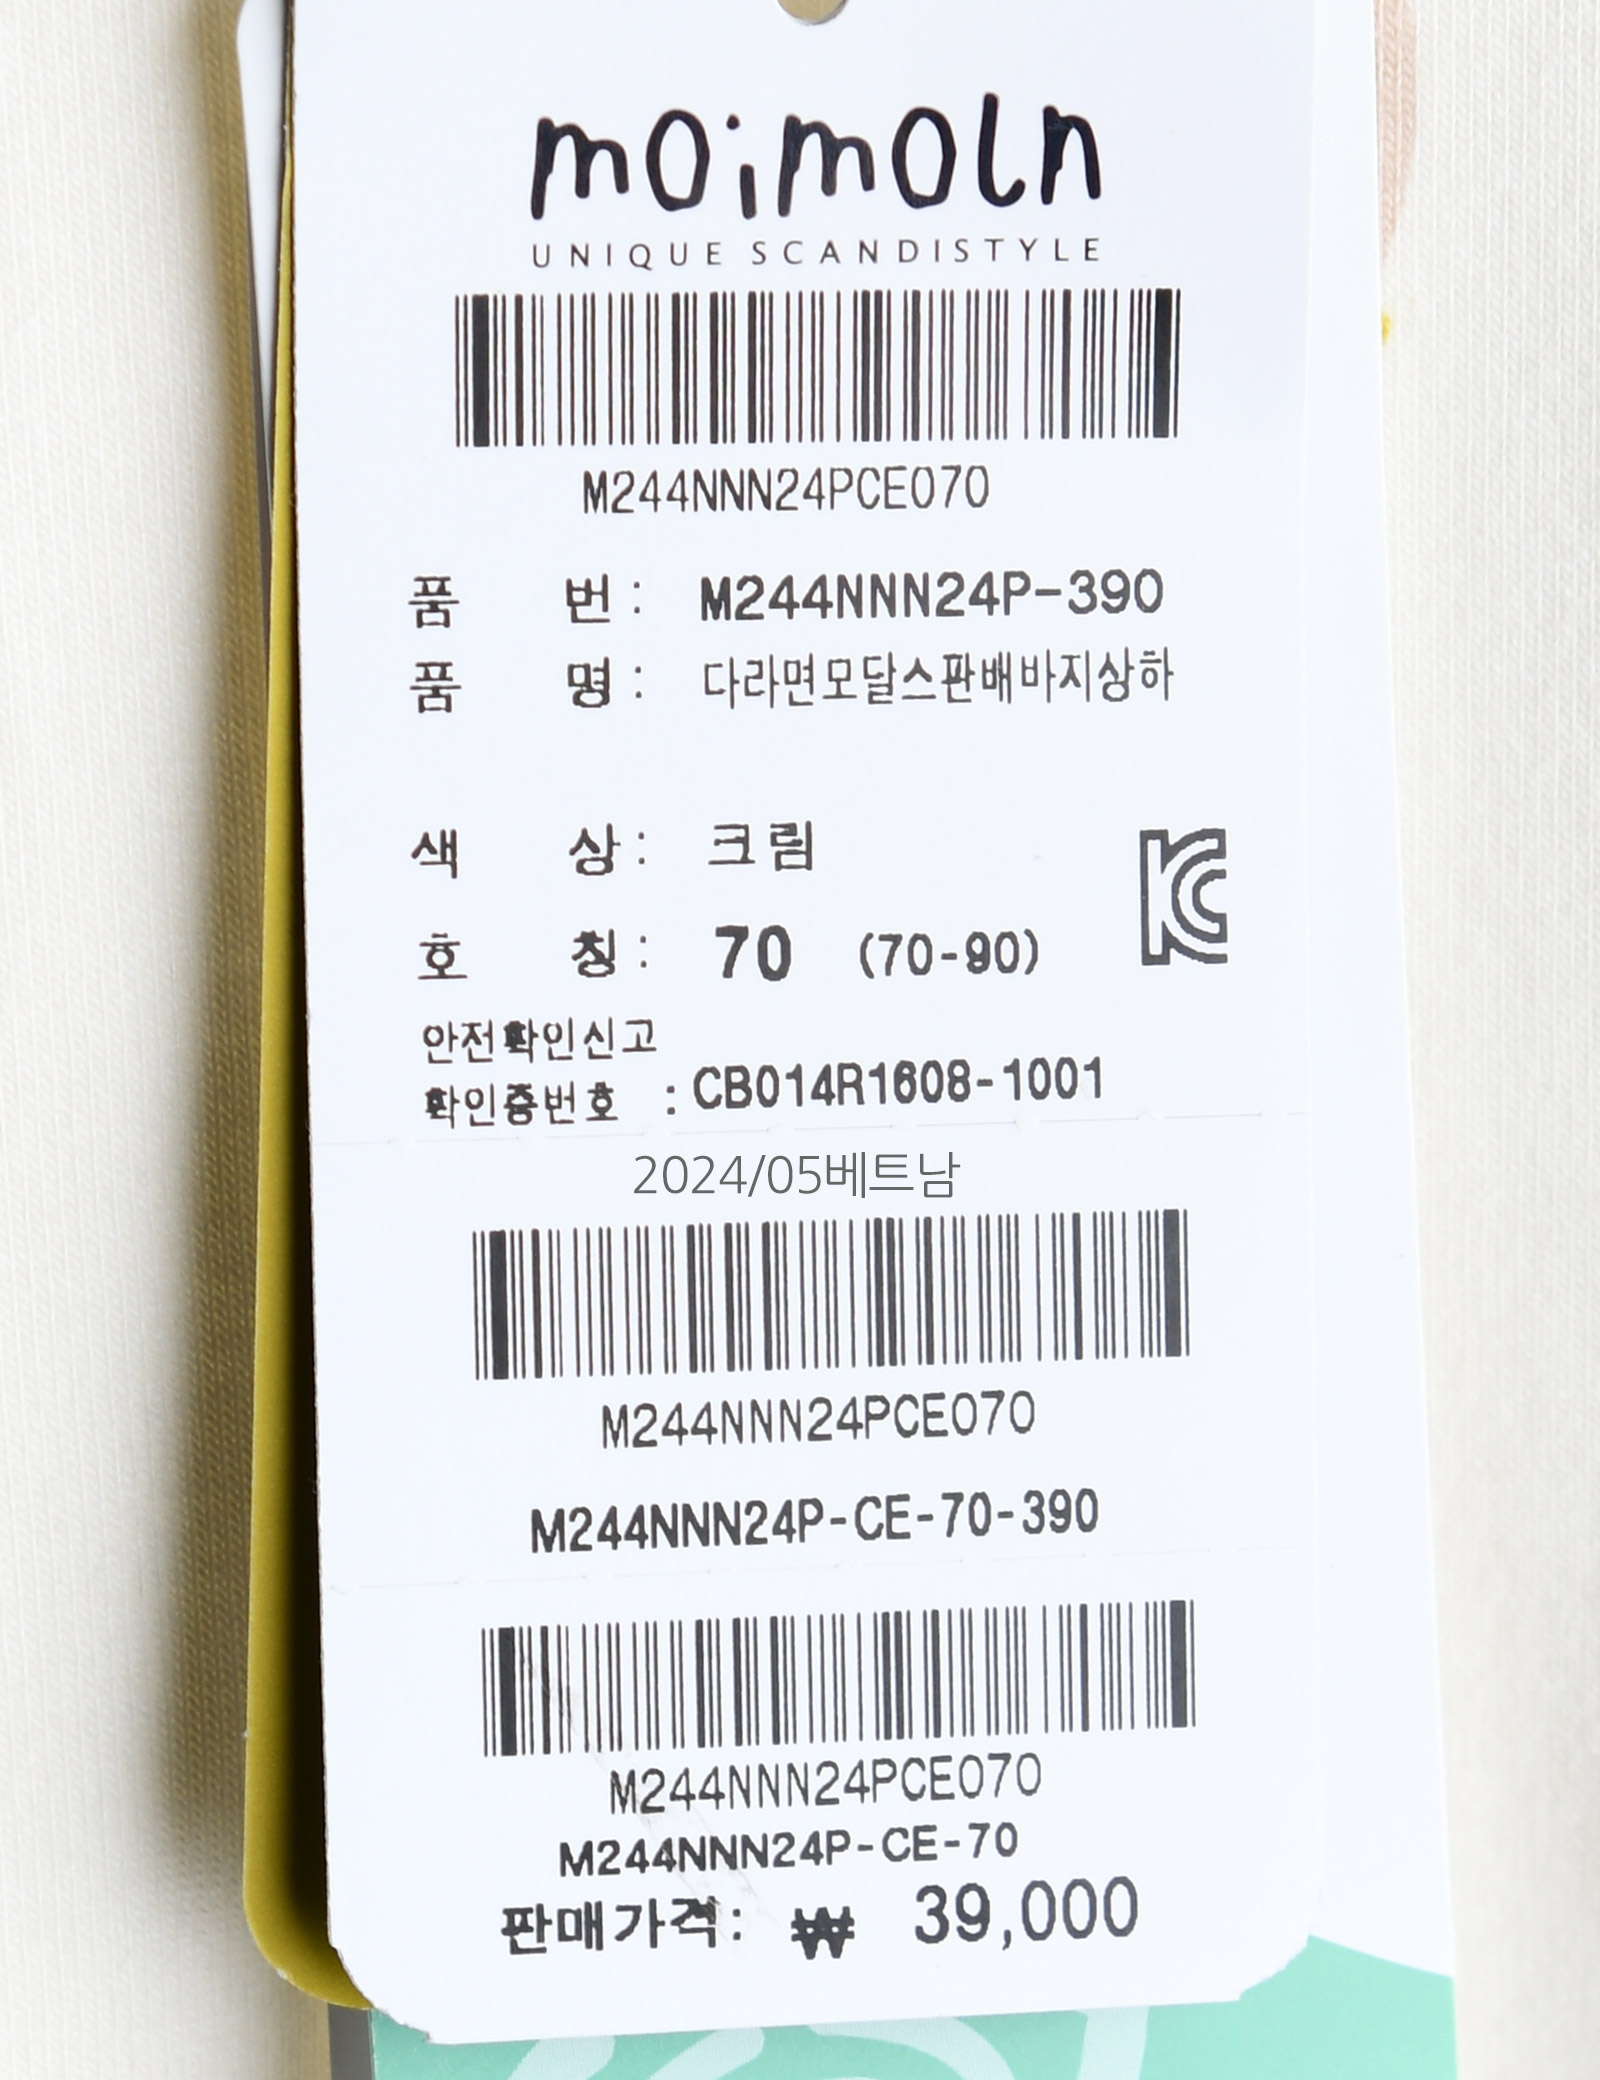 moimoln
UNIQUE SCANDISTYLE
M244NNN24PCE070
품 번 : M244NNN24P-390
품 명 : 다라면모달스판배바지상하
색 상 : 크림
호 칭 : 70 (70-90)
안전확인신고
확인증번호 : CB014R1608-1001
2024/05베트남
M244NNN24PCE070
M244NNN24P-CE-70-390
M244NNN24PCE070
M244NNN24P-CE-70
판매가격: ₩ 39,000